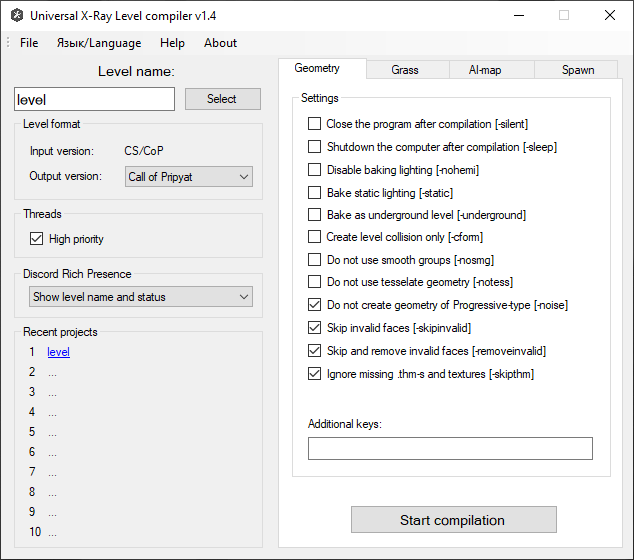 Universal X-Ray Level compiler v1.4
File Язык/Language Help About
Level name:
level Select
Level format
Input version: CS/CoP
Output version: Call of Pripyat
Threads
High priority
Discord Rich Presence
Show level name and status
Recent projects
1 level
2 ...
3 ...
4 ...
5 ...
6 ...
7 ...
8 ...
9 ...
10 ...
Geometry Grass AI-map Spawn
Settings
Close the program after compilation [-silent]
Shutdown the computer after compilation [-sleep]
Disable baking lighting [-nohemi]
Bake static lighting [-static]
Bake as underground level [-underground]
Create level collision only [-cform]
Do not use smooth groups [-nosmg]
Do not use tesselate geometry [-notess]
Do not create geometry of Progressive-type [-noise]
Skip invalid faces [-skipinvalid]
Skip and remove invalid faces [-removeinvalid]
Ignore missing .thm-s and textures [-skipthm]
Additional keys:
Start compilation